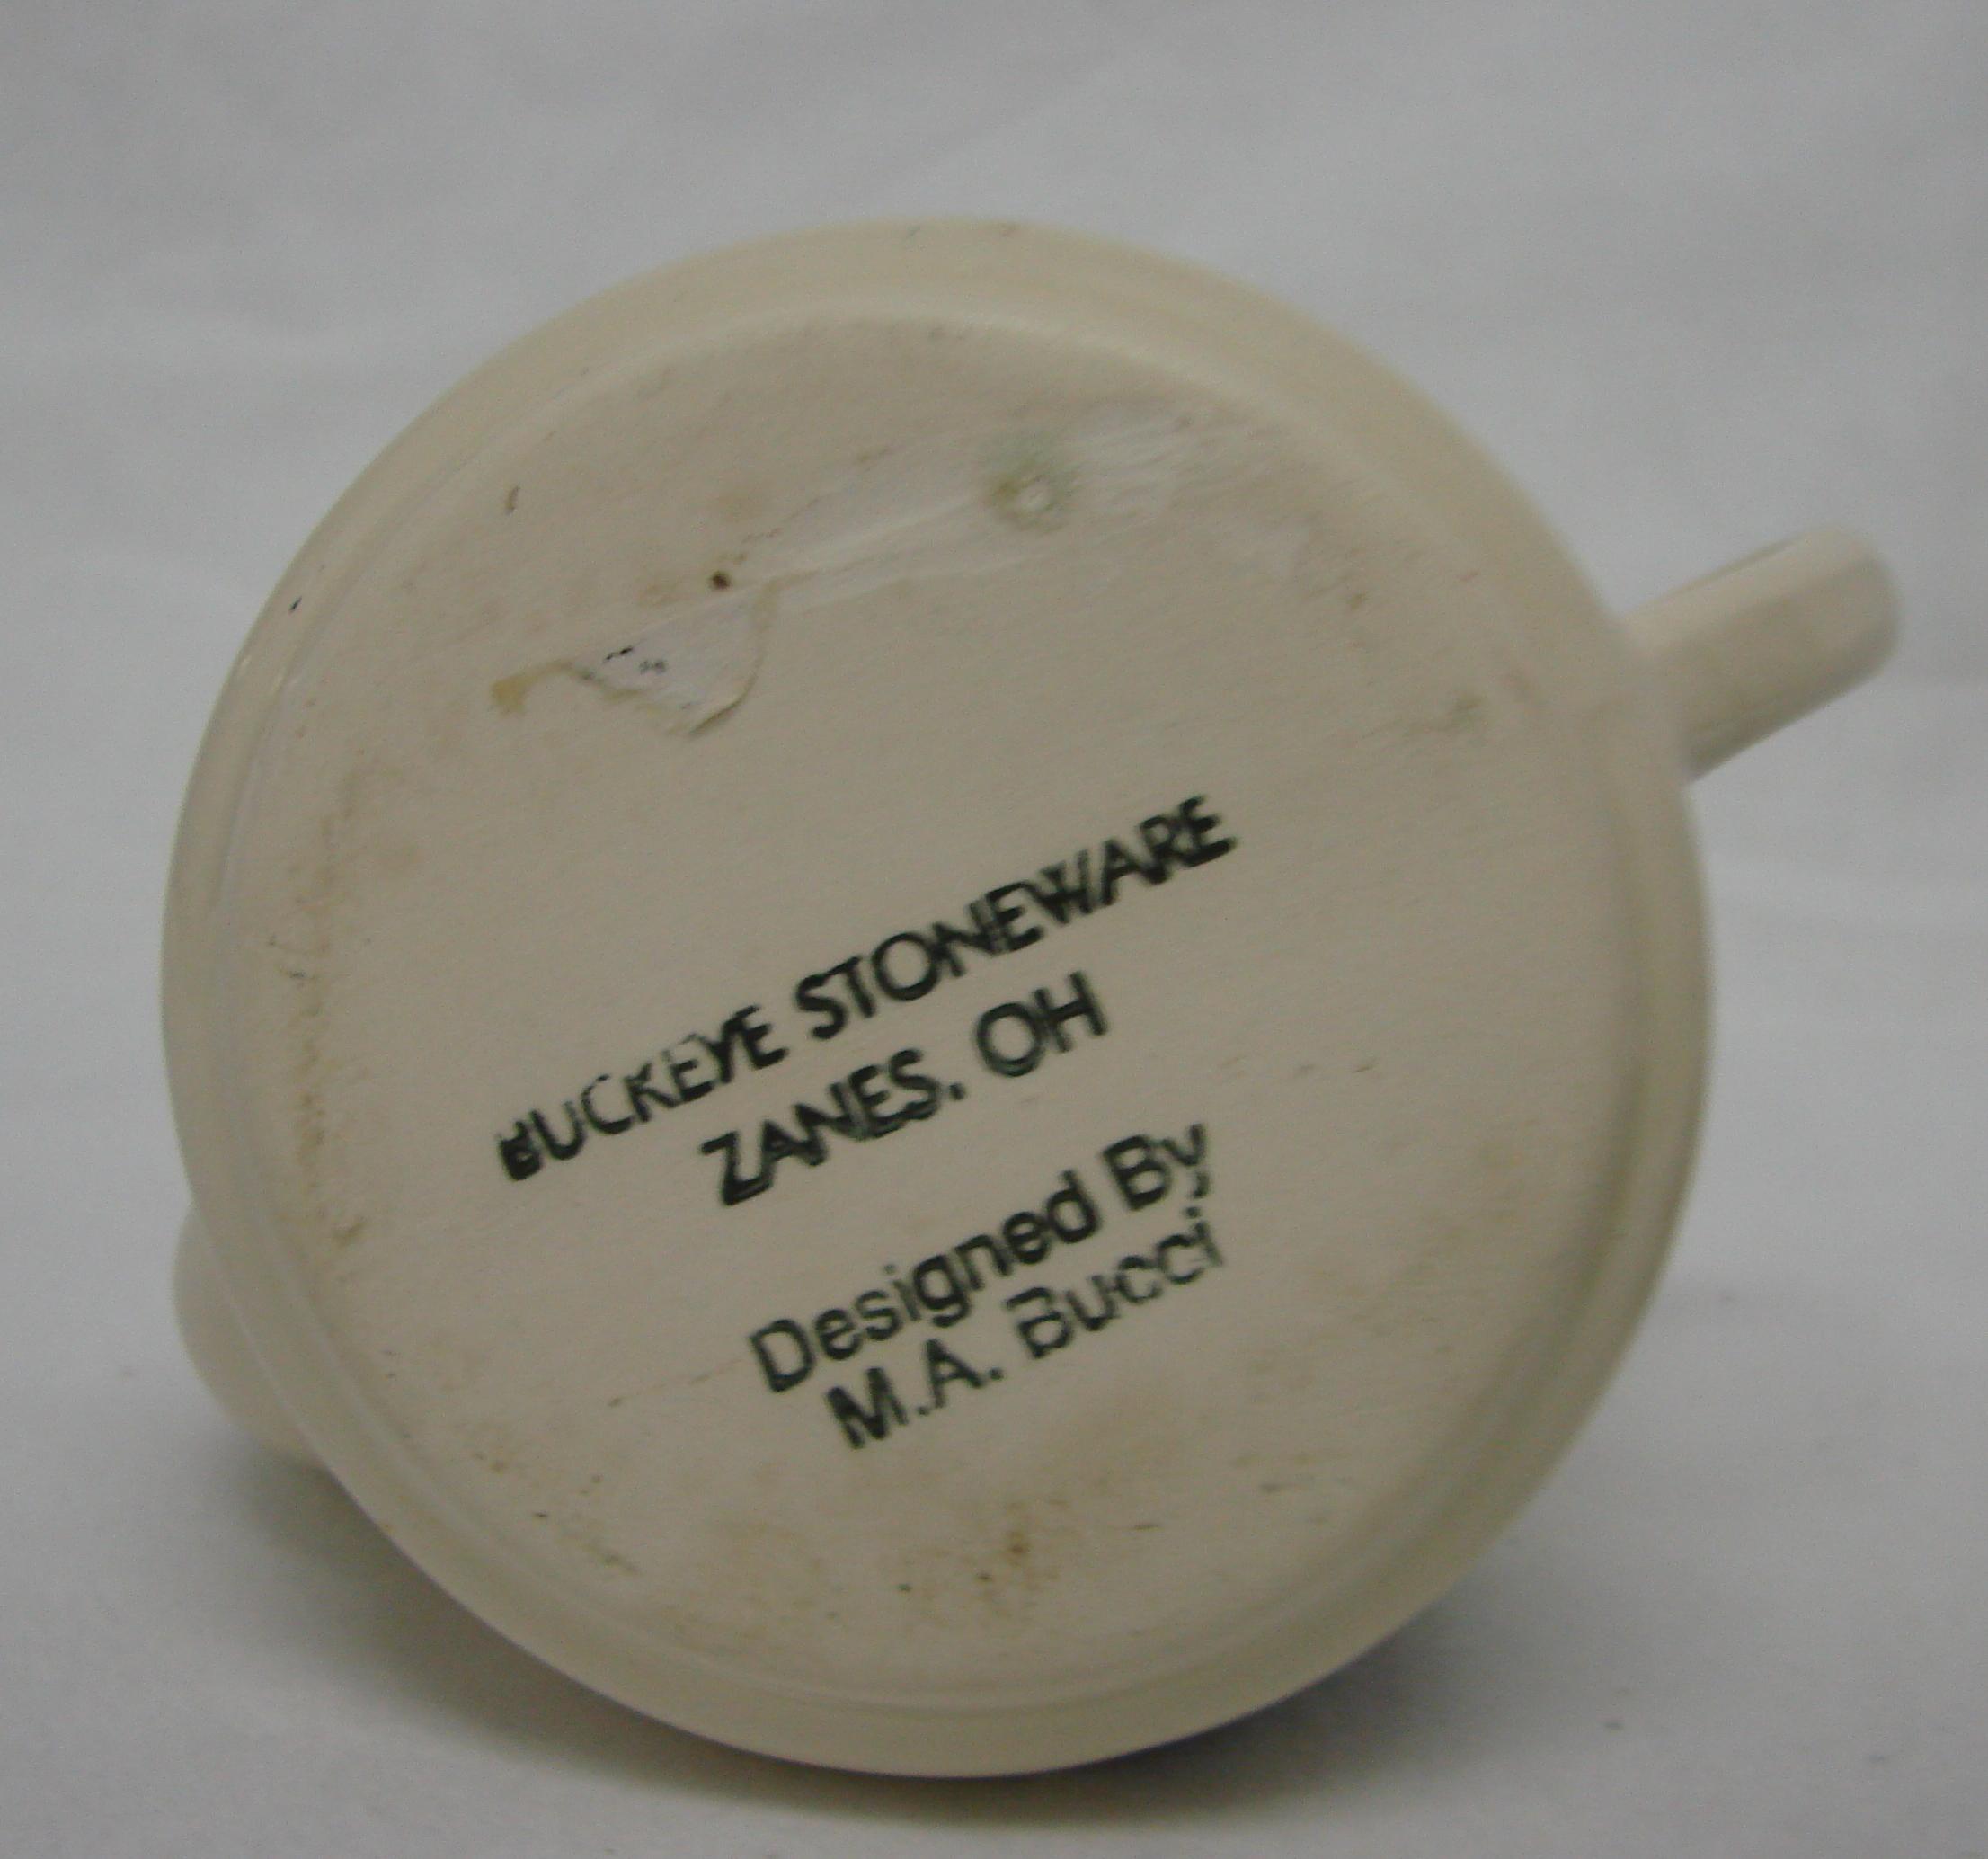 BUCKEYE STONEWARE
ZANES. OH
Designed By
M.A. Bucci